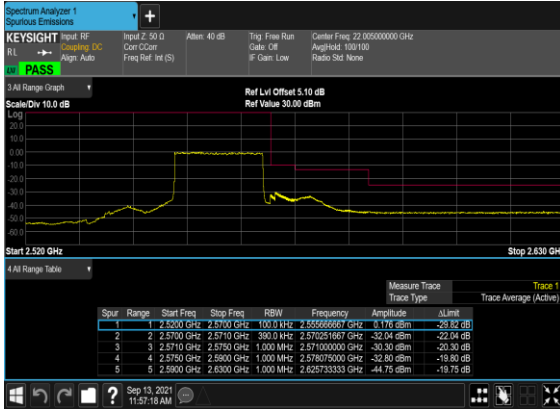 Spectrum Analyzer 1
Spurious Emissions
+
KEYSIGHT
RL
LNI PASS
Input: RF
Coupling: DC
Align: Auto
Input Z: 50 Ω
Corr CCorr
Freq Ref: Int (S)
Atten: 40 dB
Trig: Free Run
Gate: Off
IF Gain: Low
Center Freq: 22.005000000 GHz
Avg|Hold: 100/100
Radio Std: None
3 All Range Graph
Scale/Div 10.0 dB
Ref Lvl Offset 5.10 dB
Ref Value 30.00 dBm
Log
20.0
10.0
0.00
-10.0
-20.0
-30.0
-40.0
-50.0
-60.0
Start 2.520 GHz
Stop 2.630 GH
4 All Range Table
Measure Trace Trace 1
Trace Type Trace Average (Active)
Spur Range Start Freq Stop Freq RBW Frequency Amplitude ΔLimit
1 1 2.5200 GHz 2.5700 GHz 100.0 kHz 2.555666667 GHz 0.176 dBm -29.82 dB
2 2 2.5700 GHz 2.5710 GHz 390.0 kHz 2.570251667 GHz -32.04 dBm -22.04 dB
3 3 2.5710 GHz 2.5750 GHz 1.000 MHz 2.571000000 GHz -30.30 dBm -20.30 dB
4 4 2.5750 GHz 2.5900 GHz 1.000 MHz 2.578075000 GHz -32.80 dBm -19.80 dB
5 5 2.5900 GHz 2.6300 GHz 1.000 MHz 2.625733333 GHz -44.75 dBm -19.75 dB
?
Sep 13, 2021
11:57:18 AM